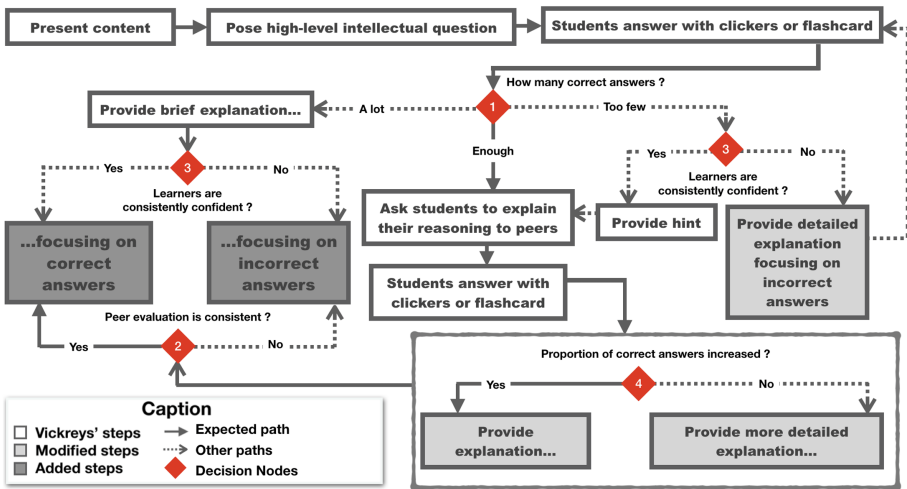 Present content
Pose high-level intellectual question
Students answer with clickers or flashcard
How many correct answers ?
1
A lot
Too few
Enough
Provide brief explanation...
3
Yes
No
Learners are
consistently confident ?
...focusing on
correct
answers
...focusing on
incorrect
answers
3
Yes
No
Learners are
consistently confident ?
Provide hint
Provide detailed
explanation
focusing on
incorrect
answers
Ask students to explain
their reasoning to peers
Students answer with
clickers or flashcard
Peer evaluation is consistent ?
Yes
2
No
Proportion of correct answers increased ?
Yes
4
No
Provide
explanation...
Provide more detailed
explanation...
Caption
Vickreys' steps
Modified steps
Added steps
Expected path
Other paths
Decision Nodes